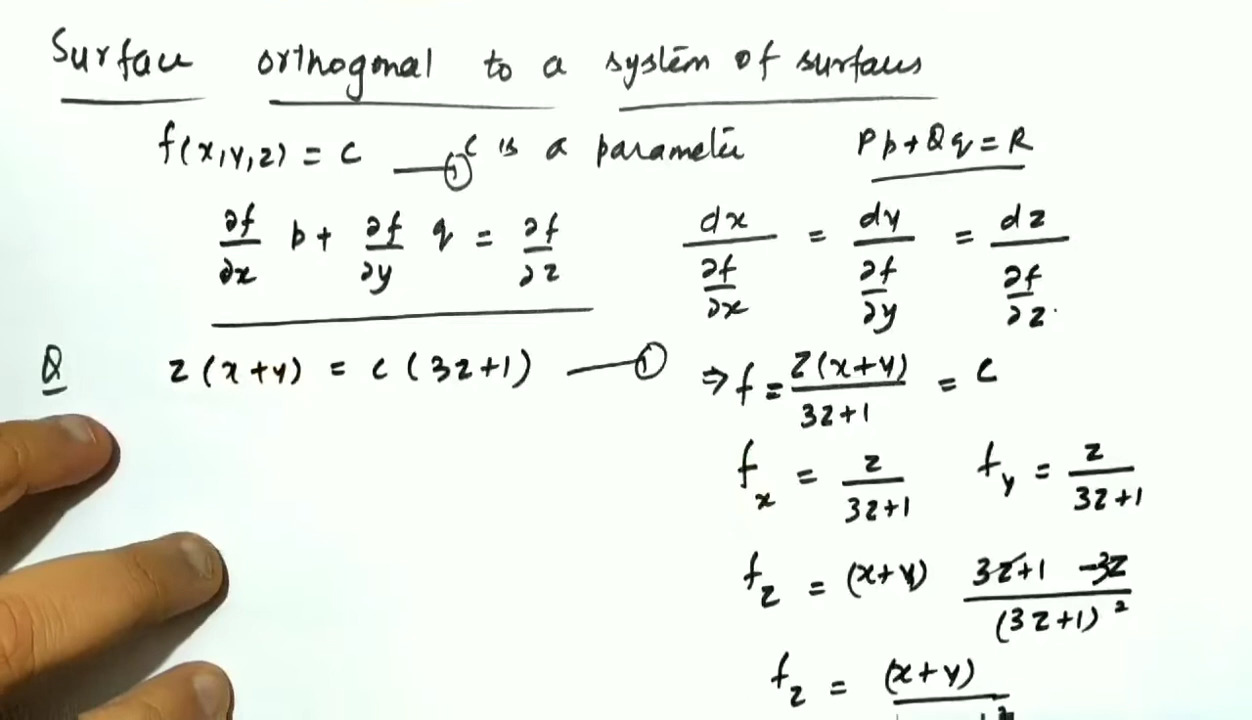 Surface orthogonal to a system of surfaces
f(x,y,z) = c —① c is a parameter Pp+Qq=R
∂f/∂x p + ∂f/∂y q = ∂f/∂z dx/(∂f/∂x) = dy/(∂f/∂y) = dz/(∂f/∂z)
Q z(x+y) = c(3z+1) —① ⇒ f = z(x+y)/(3z+1) = c
f_x = z/(3z+1) f_y = z/(3z+1)
f_z = (x+y) (3z+1 -3z)/(3z+1)²
f_z = (x+y)